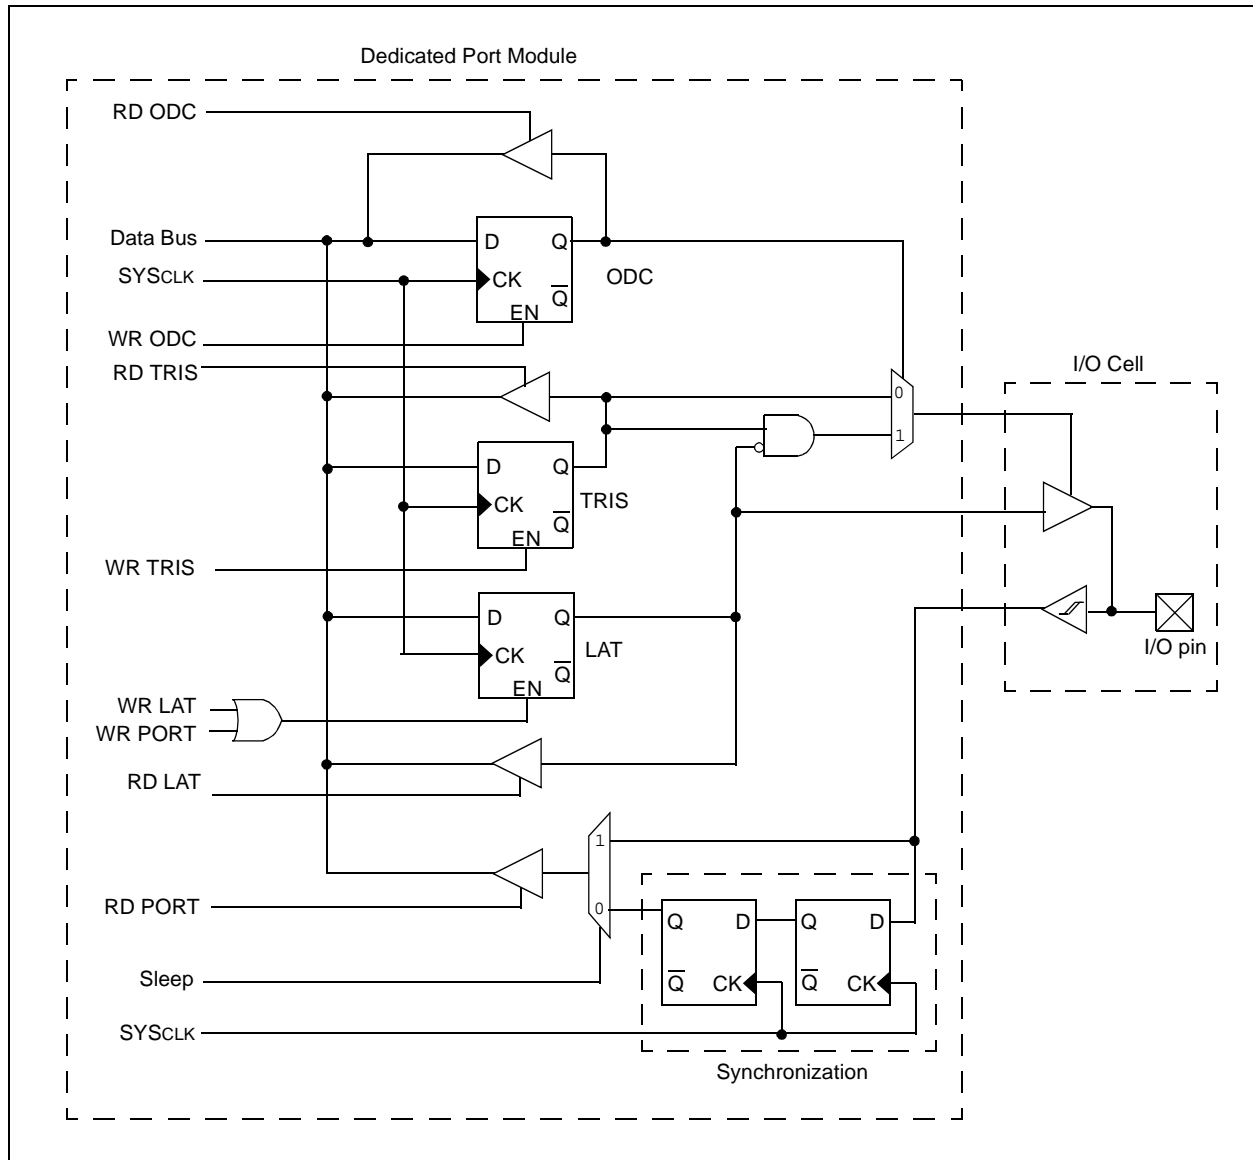 Dedicated Port Module
RD ODC
Data Bus
D
Q
SYSCLK
CK
Q
ODC
EN
WR ODC
RD TRIS
I/O Cell
0
1
D
Q
CK
Q
TRIS
EN
WR TRIS
D
Q
CK
Q
LAT
EN
I/O pin
WR LAT
WR PORT
RD LAT
1
0
RD PORT
Q
D
Q
D
Q
CK
Q
CK
Sleep
SYSCLK
Synchronization